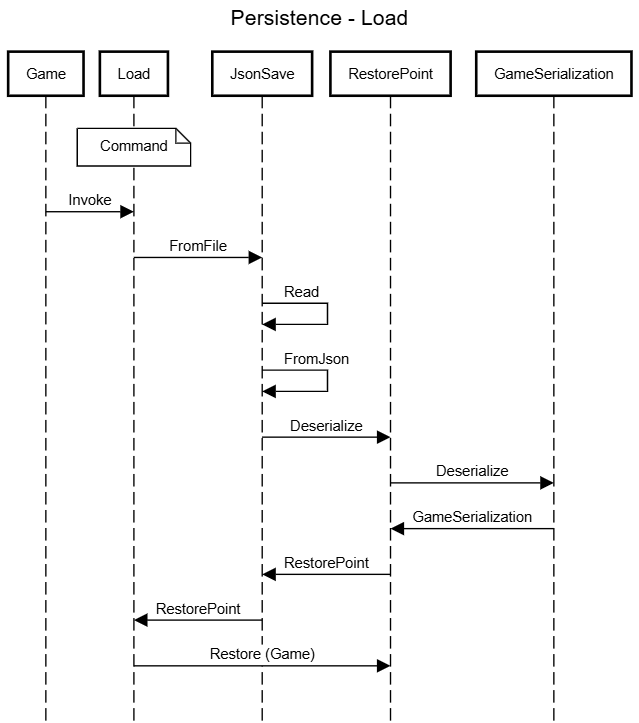 Persistence - Load
Game
Load
JsonSave
RestorePoint
GameSerialization
Command
Invoke
FromFile
Read
FromJson
Deserialize
Deserialize
GameSerialization
RestorePoint
RestorePoint
Restore (Game)